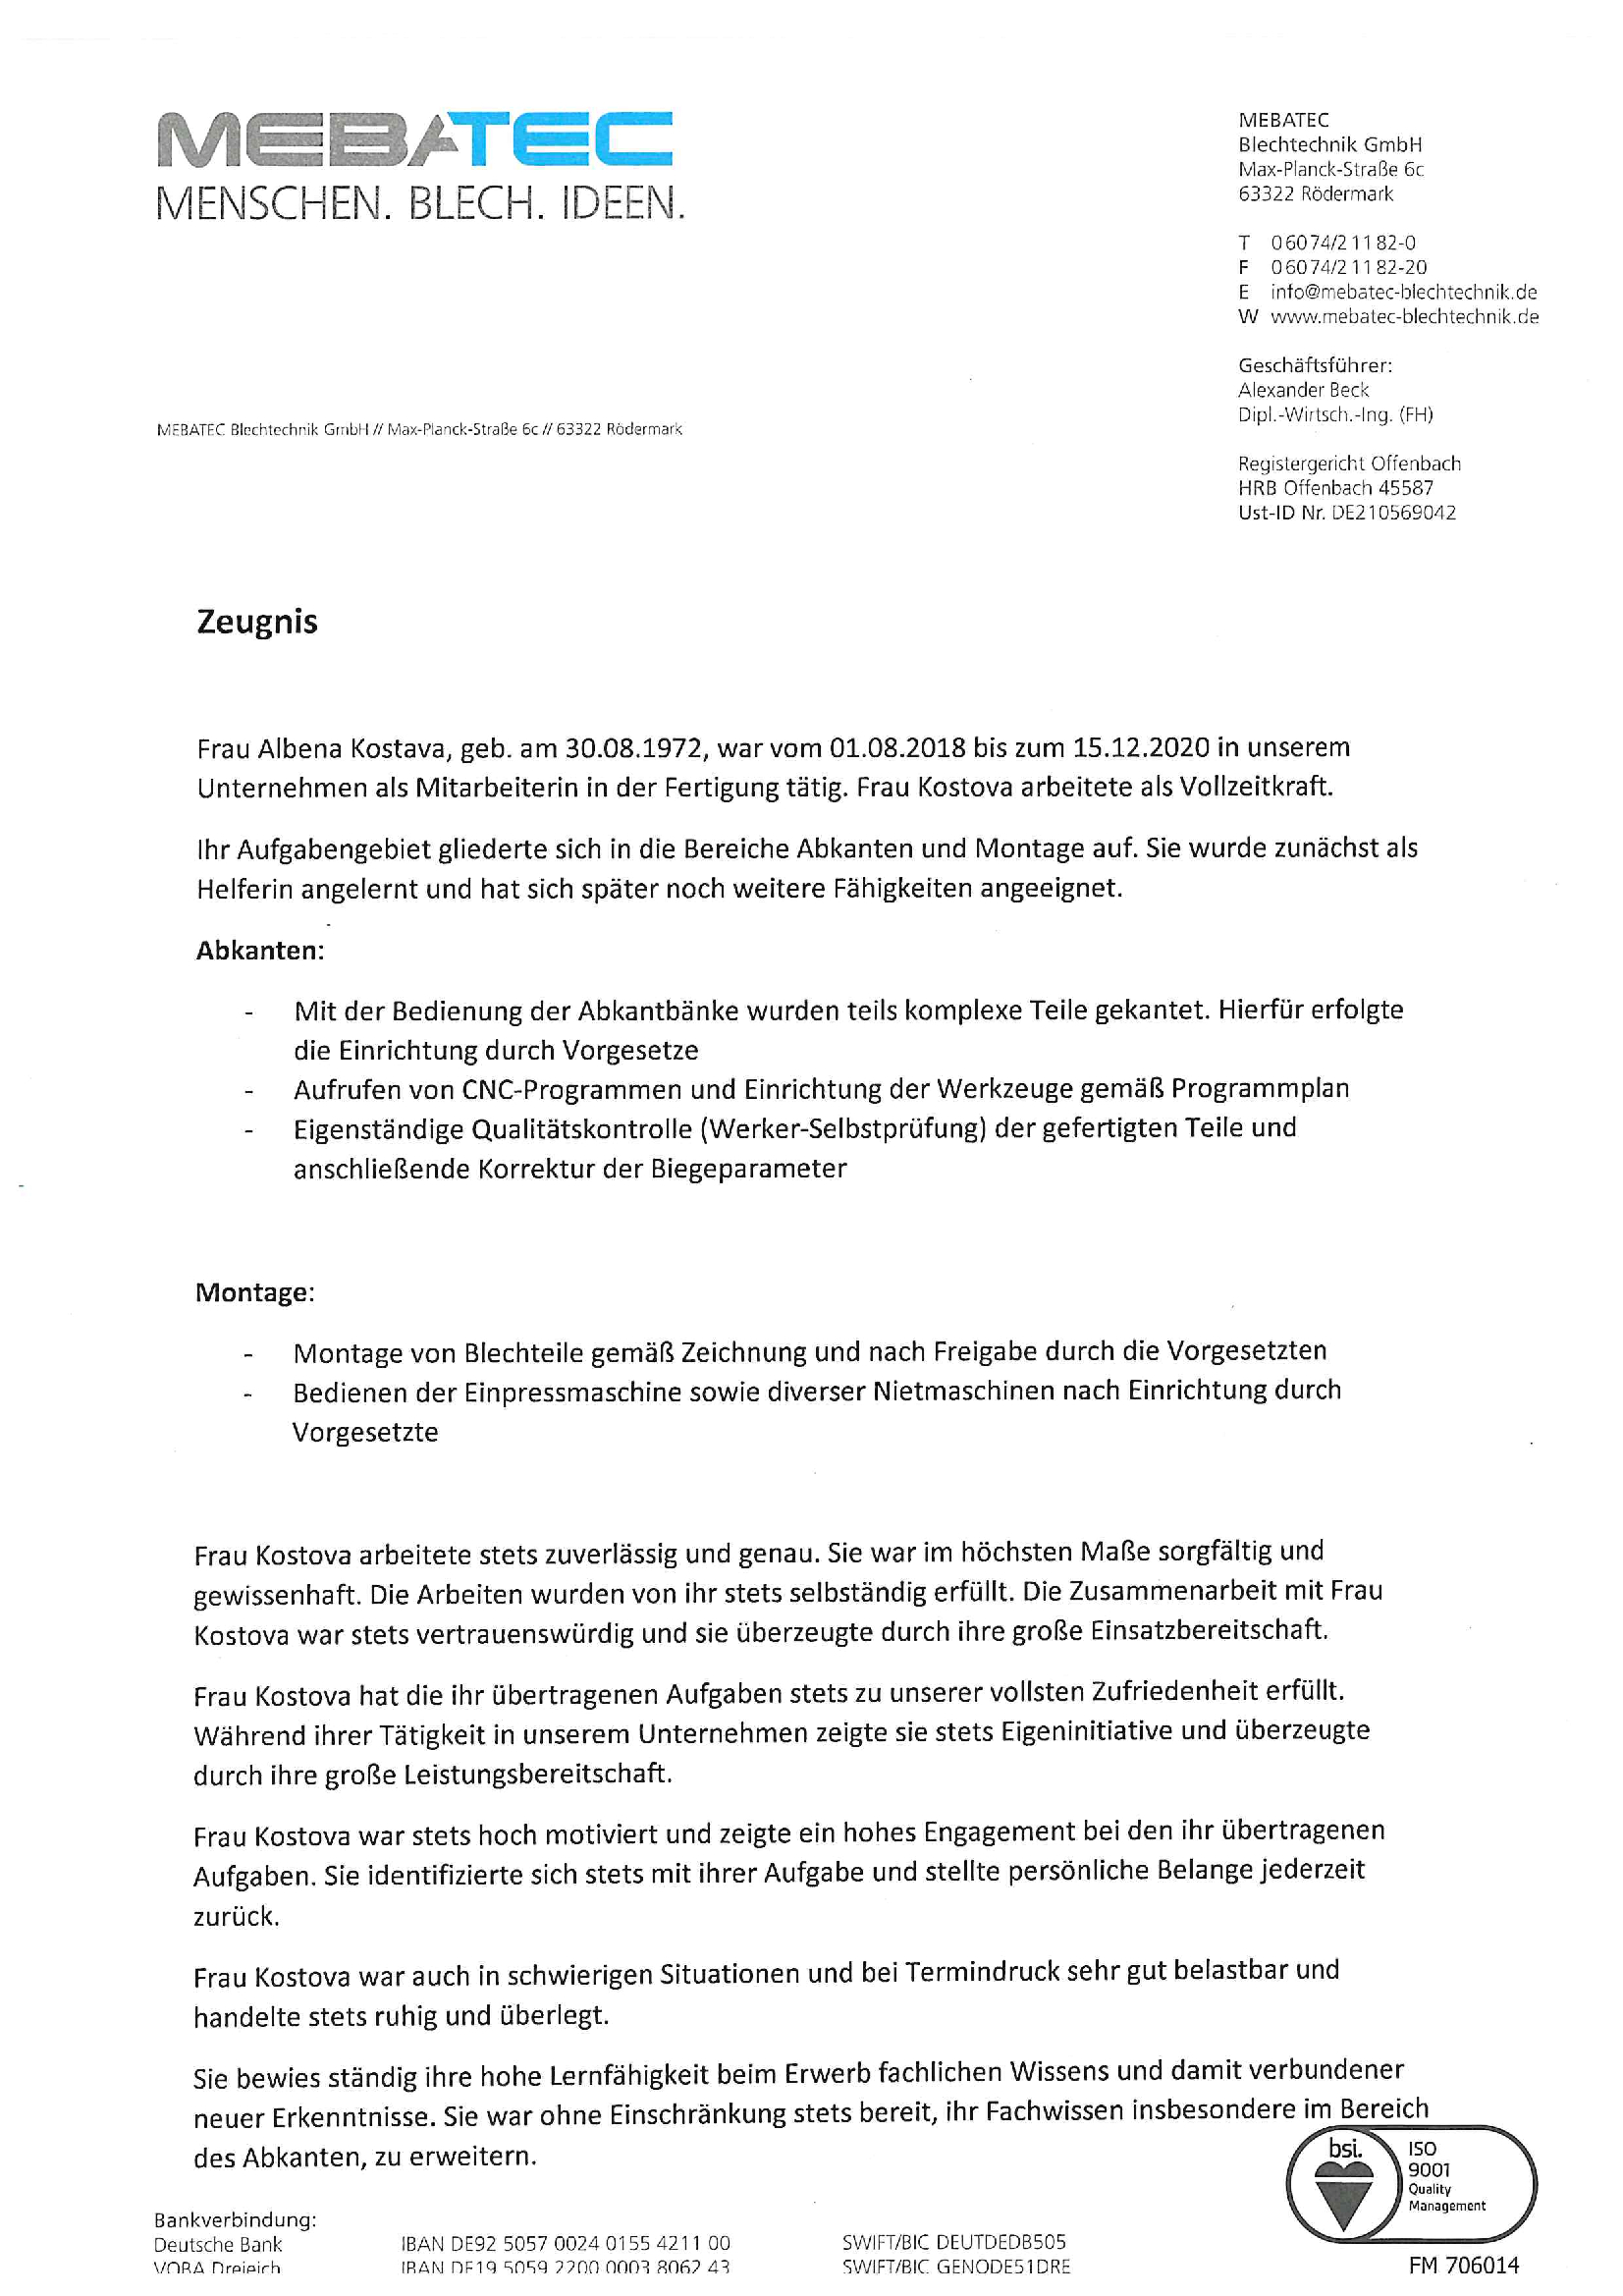 MEBATEC
MENSCHEN. BLECH. IDEEN.
MEBATEC
Blechtechnik GmbH
Max-Planck-Straße 6c
63322 Rödermark
T 06074/2 11 82-0
F 06074/2 11 82-20
E info@mebatec-blechtechnik.de
W www.mebatec-blechtechnik.de
Geschäftsführer:
Alexander Beck
Dipl.-Wirtsch.-Ing. (FH)
MEBATEC Blechtechnik GmbH // Max-Planck-Straße 6c // 63322 Rödermark
Registergericht Offenbach
HRB Offenbach 45587
Ust-ID Nr. DE210569042
Zeugnis
Frau Albena Kostava, geb. am 30.08.1972, war vom 01.08.2018 bis zum 15.12.2020 in unserem
Unternehmen als Mitarbeiterin in der Fertigung tätig. Frau Kostova arbeitete als Vollzeitkraft.
Ihr Aufgabengebiet gliederte sich in die Bereiche Abkanten und Montage auf. Sie wurde zunächst als
Helferin angelernt und hat sich später noch weitere Fähigkeiten angeeignet.
Abkanten:
- Mit der Bedienung der Abkantbänke wurden teils komplexe Teile gekantet. Hierfür erfolgte
die Einrichtung durch Vorgesetze
- Aufrufen von CNC-Programmen und Einrichtung der Werkzeuge gemäß Programmplan
- Eigenständige Qualitätskontrolle (Werker-Selbstprüfung) der gefertigten Teile und
anschließende Korrektur der Biegeparameter
Montage:
- Montage von Blechteile gemäß Zeichnung und nach Freigabe durch die Vorgesetzten
- Bedienen der Einpressmaschine sowie diverser Nietmaschinen nach Einrichtung durch
Vorgesetzte
Frau Kostova arbeitete stets zuverlässig und genau. Sie war im höchsten Maße sorgfältig und
gewissenhaft. Die Arbeiten wurden von ihr stets selbständig erfüllt. Die Zusammenarbeit mit Frau
Kostova war stets vertrauenswürdig und sie überzeugte durch ihre große Einsatzbereitschaft.
Frau Kostova hat die ihr übertragenen Aufgaben stets zu unserer vollsten Zufriedenheit erfüllt.
Während ihrer Tätigkeit in unserem Unternehmen zeigte sie stets Eigeninitiative und überzeugte
durch ihre große Leistungsbereitschaft.
Frau Kostova war stets hoch motiviert und zeigte ein hohes Engagement bei den ihr übertragenen
Aufgaben. Sie identifizierte sich stets mit ihrer Aufgabe und stellte persönliche Belange jederzeit
zurück.
Frau Kostova war auch in schwierigen Situationen und bei Termindruck sehr gut belastbar und
handelte stets ruhig und überlegt.
Sie bewies ständig ihre hohe Lernfähigkeit beim Erwerb fachlichen Wissens und damit verbundener
neuer Erkenntnisse. Sie war ohne Einschränkung stets bereit, ihr Fachwissen insbesondere im Bereich
des Abkanten, zu erweitern.
bsi.
ISO
9001
Quality
Management
FM 706014
Bankverbindung:
Deutsche Bank IBAN DE92 5057 0024 0155 4211 00 SWIFT/BIC DEUTDEDB505
VOBA Dreieich IBAN DE19 5059 2200 0003 8062 43 SWIFT/BIC GENODE51DRE